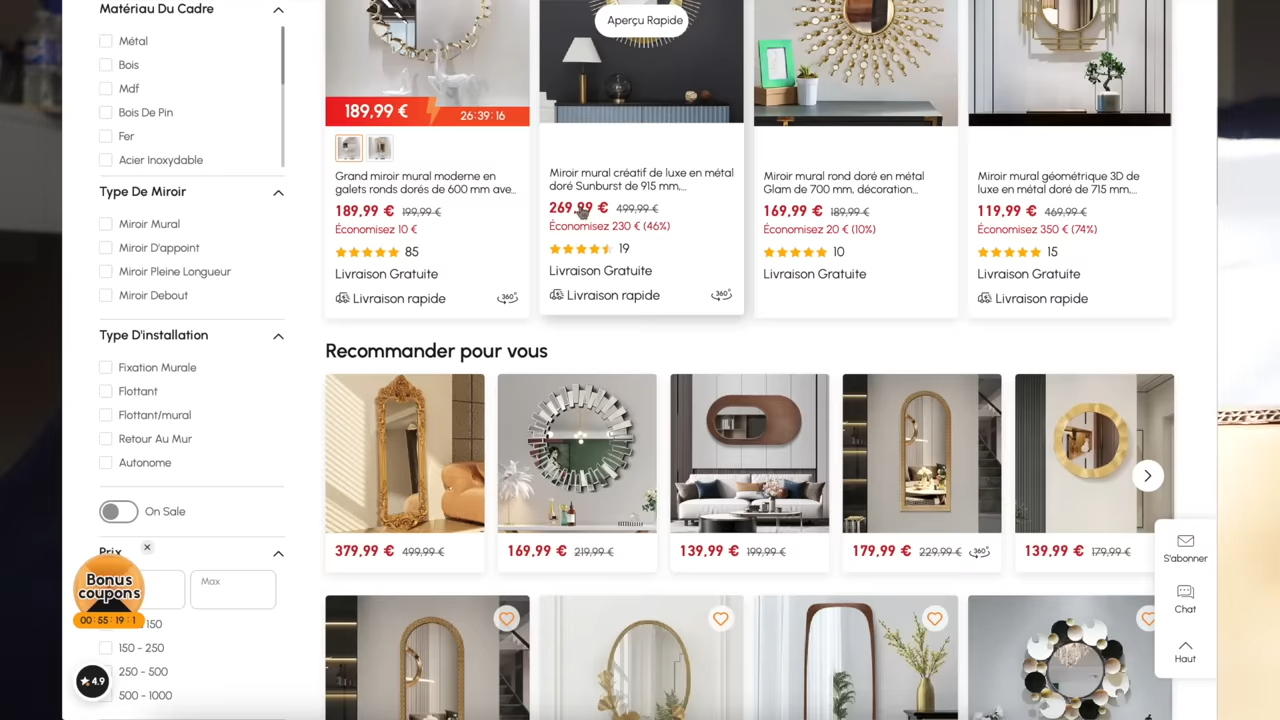 Matériau Du Cadre
Métal
Bois
Mdf
Bois De Pin
Fer
Acier Inoxydable
Type De Miroir
Miroir Mural
Miroir D'appoint
Miroir Pleine Longueur
Miroir Debout
Type D'installation
Fixation Murale
Flottant
Flottant/mural
Retour Au Mur
Autonome
On Sale
Prix
Max
Bonus
coupons
00 : 55 : 19 : 1
150
150 - 250
250 - 500
500 - 1000
4.9
Aperçu Rapide
189,99 €
26:39:16
Grand miroir mural moderne en
galets ronds dorés de 600 mm ave...
189,99 € 199,99 €
Économisez 10 €
85
Livraison Gratuite
Livraison rapide
360°
Miroir mural créatif de luxe en métal
doré Sunburst de 915 mm,...
269,99 € 499,99 €
Économisez 230 € (46%)
19
Livraison Gratuite
Livraison rapide
360°
Miroir mural rond doré en métal
Glam de 700 mm, décoration...
169,99 € 189,99 €
Économisez 20 € (10%)
10
Livraison Gratuite
Miroir mural géométrique 3D de
luxe en métal doré de 715 mm,...
119,99 € 469,99 €
Économisez 350 € (74%)
15
Livraison Gratuite
Livraison rapide
Recommander pour vous
379,99 € 499,99 €
169,99 € 219,99 €
139,99 € 199,99 €
179,99 € 229,99 € 360°
139,99 € 179,99 €
S'abonner
Chat
Haut